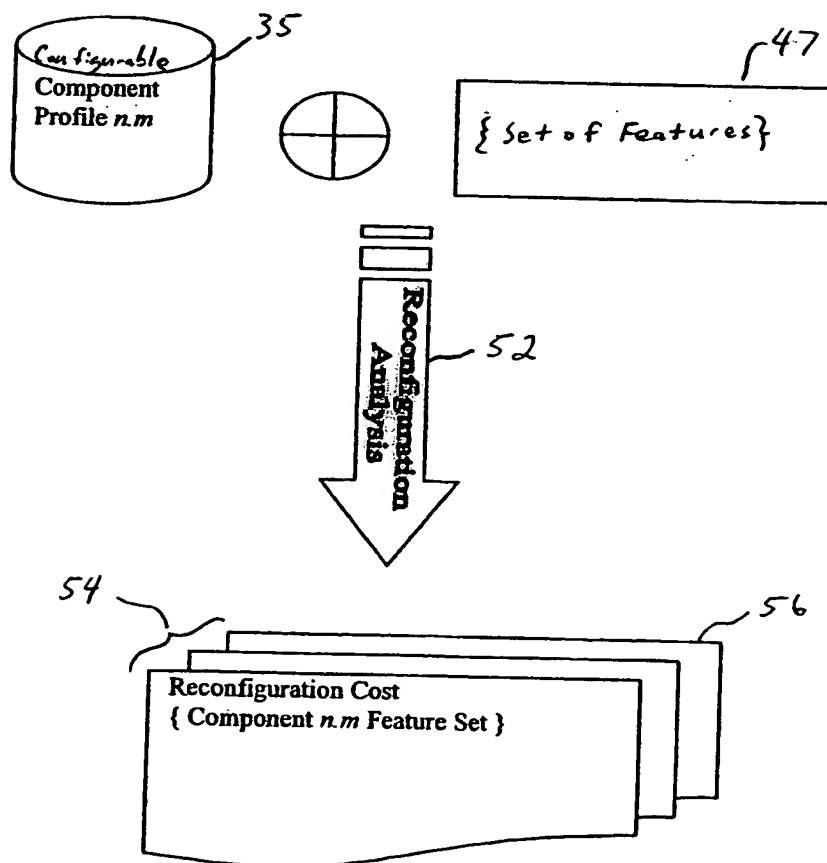 35
Configurable
Component
Profile n.m
47
{ Set of Features}
Reconfiguration
Analysis
52
54
56
Reconfiguration Cost
{ Component n.m Feature Set }